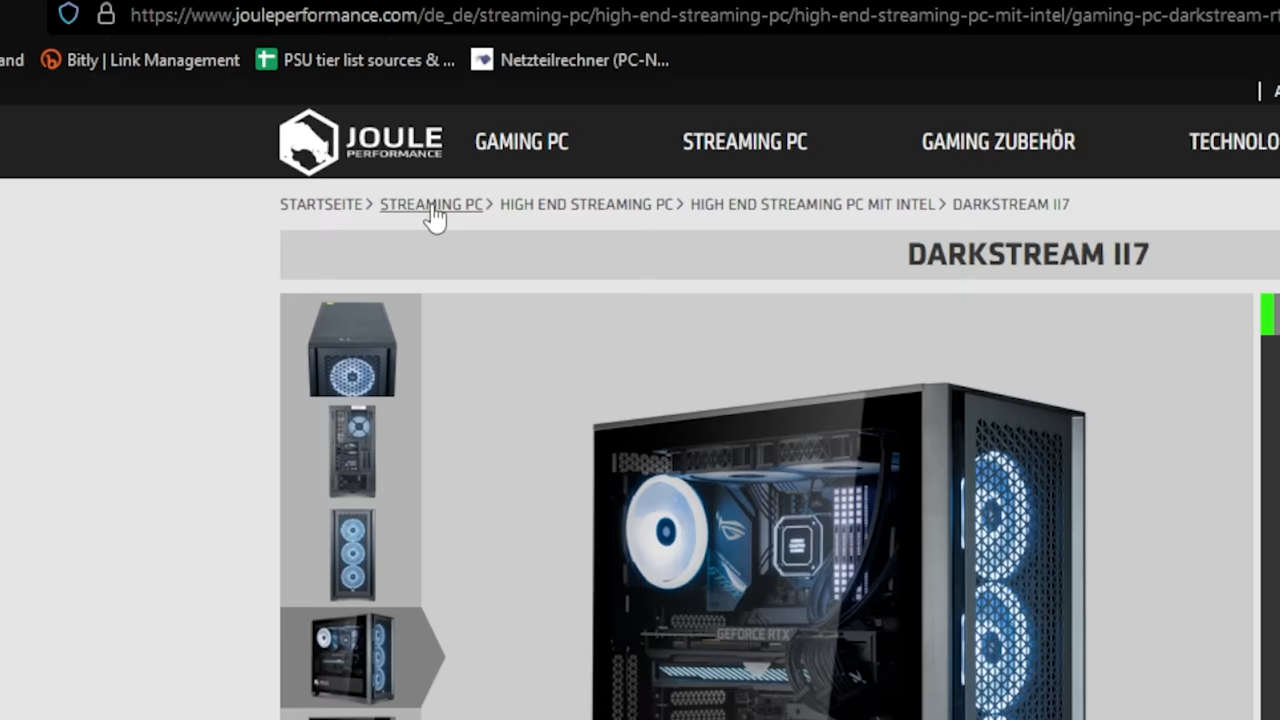 https://www.jouleperformance.com/de_de/streaming-pc/high-end-streaming-pc/high-end-streaming-pc-mit-intel/gaming-pc-darkstream-r
and Bitly | Link Management PSU tier list sources & ... Netzteilrechner (PC-N...
JOULE PERFORMANCE GAMING PC STREAMING PC GAMING ZUBEHÖR TECHNOLO
STARTSEITE > STREAMING PC > HIGH END STREAMING PC > HIGH END STREAMING PC MIT INTEL > DARKSTREAM II7
DARKSTREAM II7
GEFORCE RTX